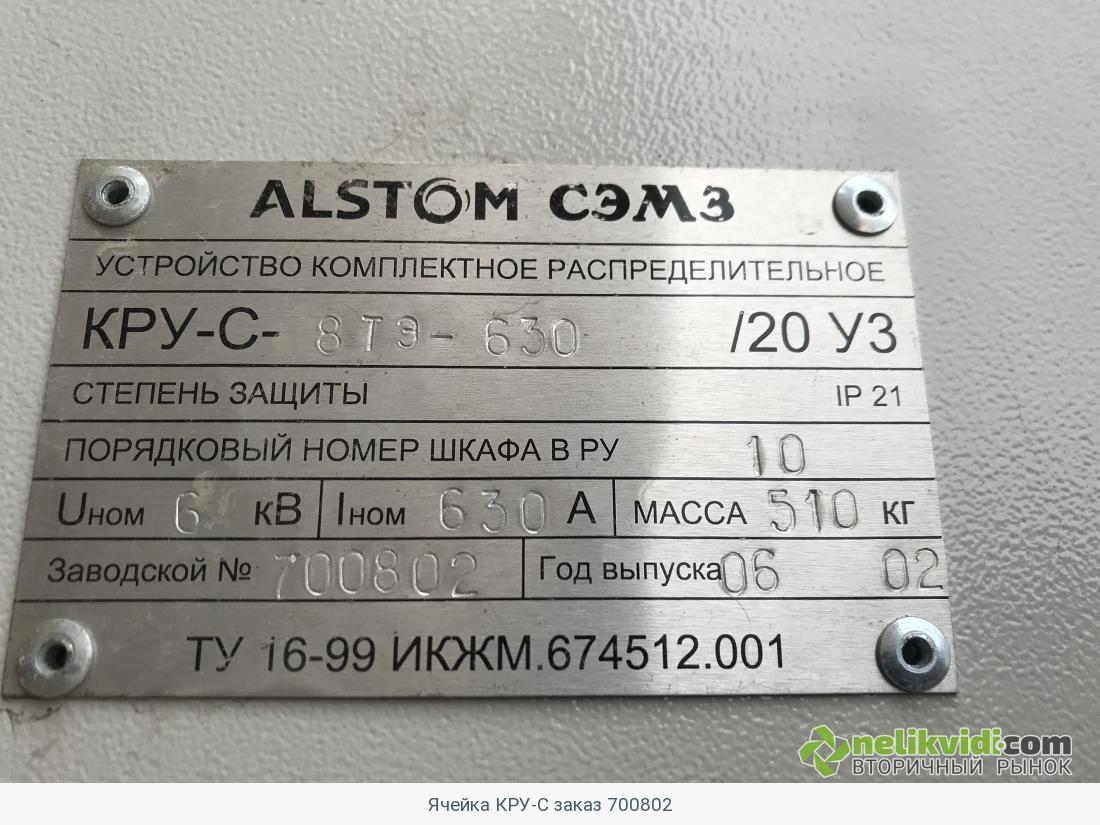 ALSTOM СЭМЗ
УСТРОЙСТВО КОМПЛЕКТНОЕ РАСПРЕДЕЛИТЕЛЬНОЕ
КРУ-С- 8ТЭ-630 /20 У3
СТЕПЕНЬ ЗАЩИТЫ IP 21
ПОРЯДКОВЫЙ НОМЕР ШКАФА В РУ 10
Uном 6 кВ Iном 630 А МАССА 510 кг
Заводской № 700802 Год выпуска 06 02
ТУ 16-99 ИКЖМ.674512.001
nelikvidi.com
ВТОРИЧНЫЙ РЫНОК
Ячейка КРУ-С заказ 700802